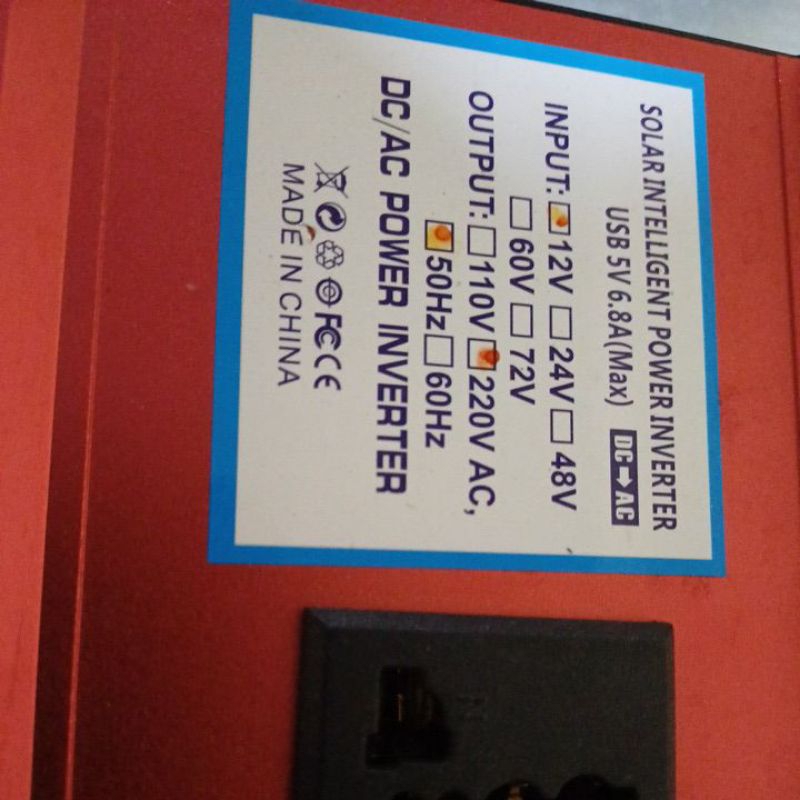 SOLAR INTELLIGENT POWER INVERTER
USB 5V 6.8A(Max) DC➡AC
INPUT: 12V 24V 48V
60V 72V
OUTPUT: 110V 220V AC,
50Hz 60Hz
DC/AC POWER INVERTER
FC CE
MADE IN CHINA